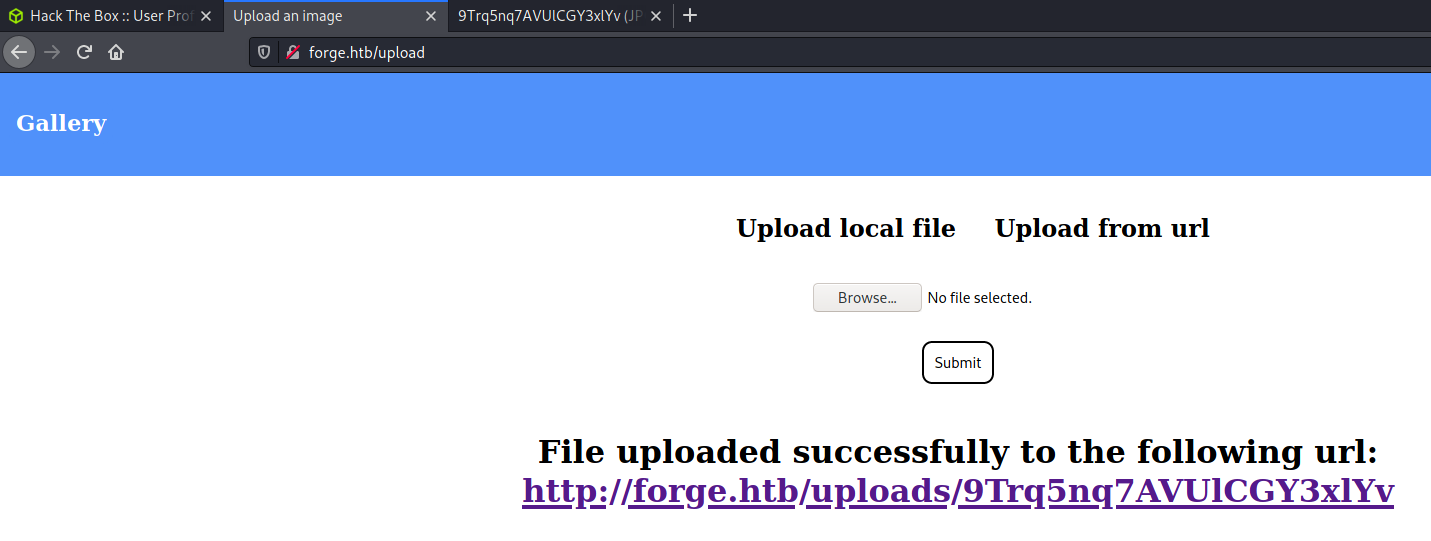 Hack The Box :: User Prof
Upload an image
9Trq5nq7AVUlCGY3xlYv (JP
forge.htb/upload
Gallery
Upload local file Upload from url
Browse... No file selected.
Submit
File uploaded successfully to the following url:
http://forge.htb/uploads/9Trq5nq7AVUlCGY3xlYv